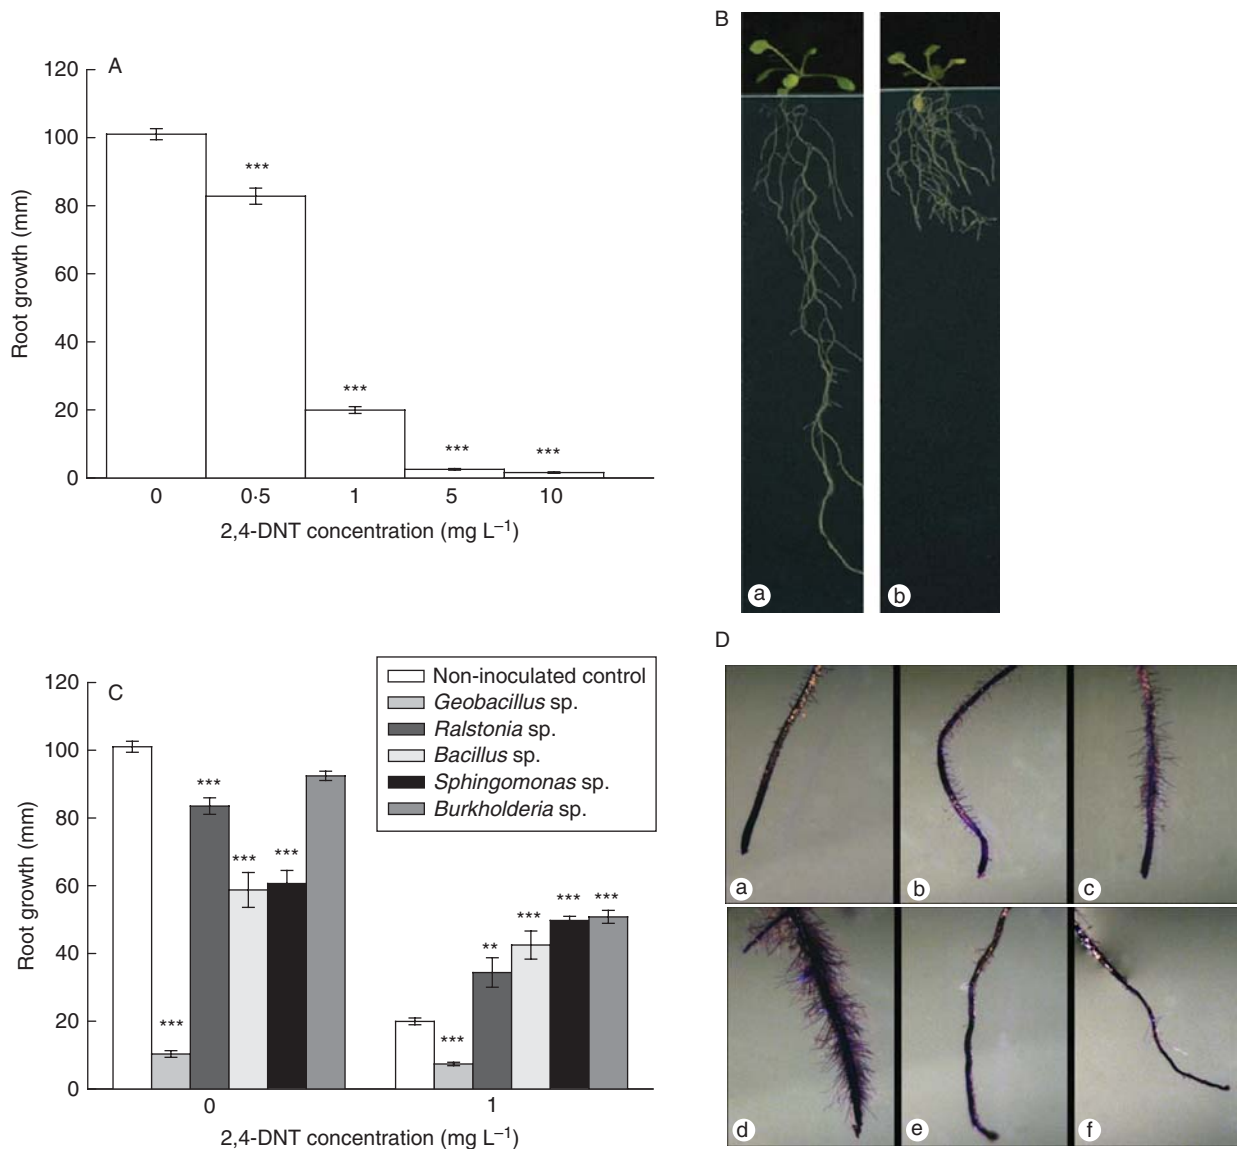 A
120
100
80
60
40
20
0
Root growth (mm)
***
***
***
***
0 0·5 1 5 10
2,4-DNT concentration (mg L⁻¹)
B
a b
C
Non-inoculated control
Geobacillus sp.
Ralstonia sp.
Bacillus sp.
Sphingomonas sp.
Burkholderia sp.
120
100
80
60
40
20
0
Root growth (mm)
***
***
***
***
***
**
***
***
***
0 1
2,4-DNT concentration (mg L⁻¹)
D
a b c
d e f